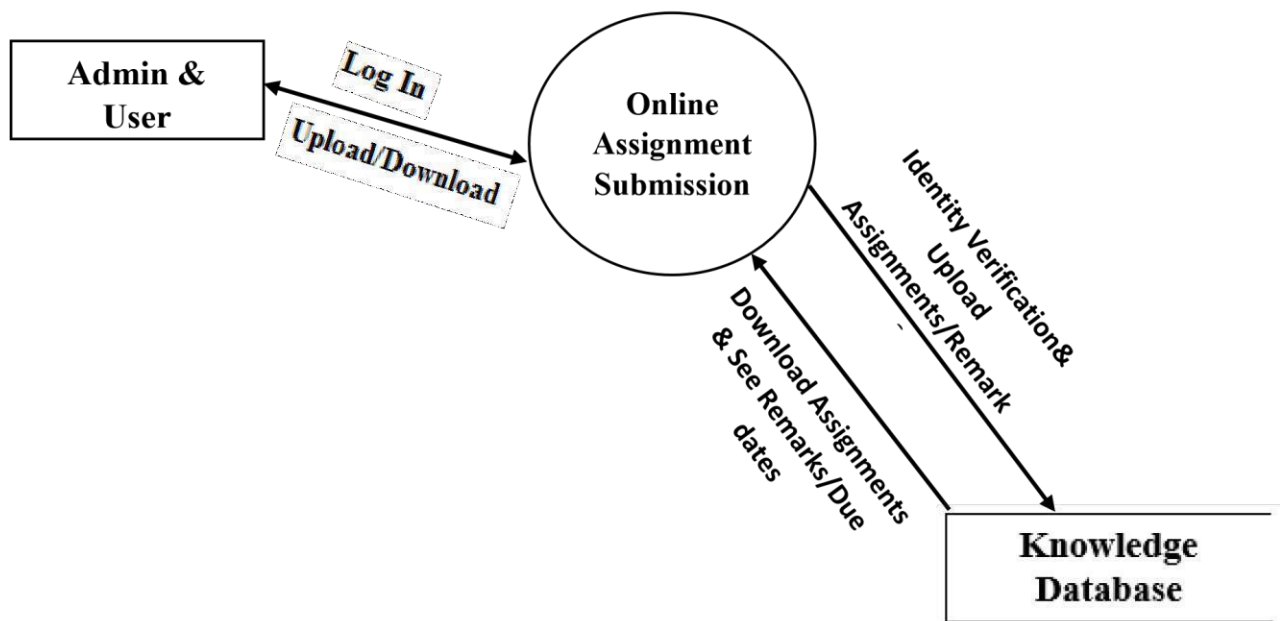 Admin &
User
Log In
Upload/Download
Online
Assignment
Submission
Identity Verification&
Upload
Assignments/Remark
Download Assignments
& See Remarks/Due
dates
Knowledge
Database